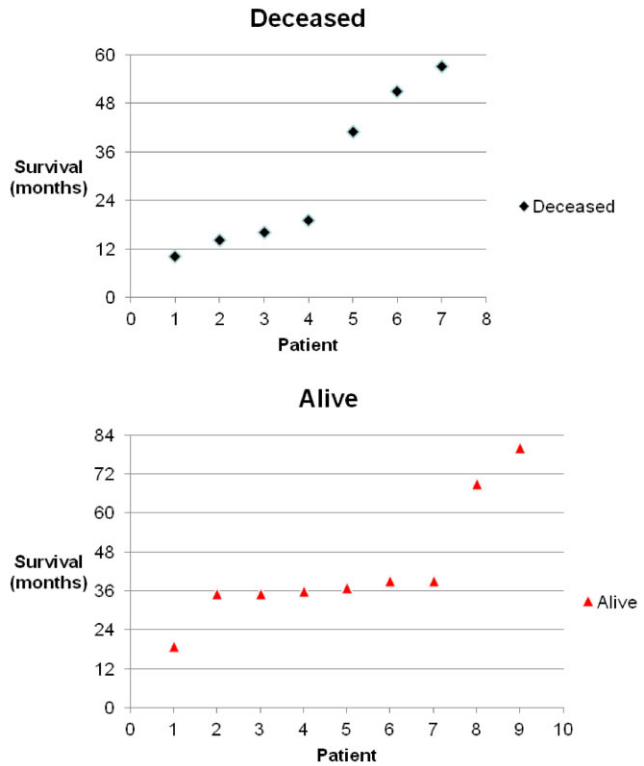 Deceased
60
48
36
Survival
(months)
24
Deceased
12
0
0 1 2 3 4 5 6 7 8
Patient
Alive
84
72
60
48
Survival
(months)
36
Alive
24
12
0
0 1 2 3 4 5 6 7 8 9 10
Patient